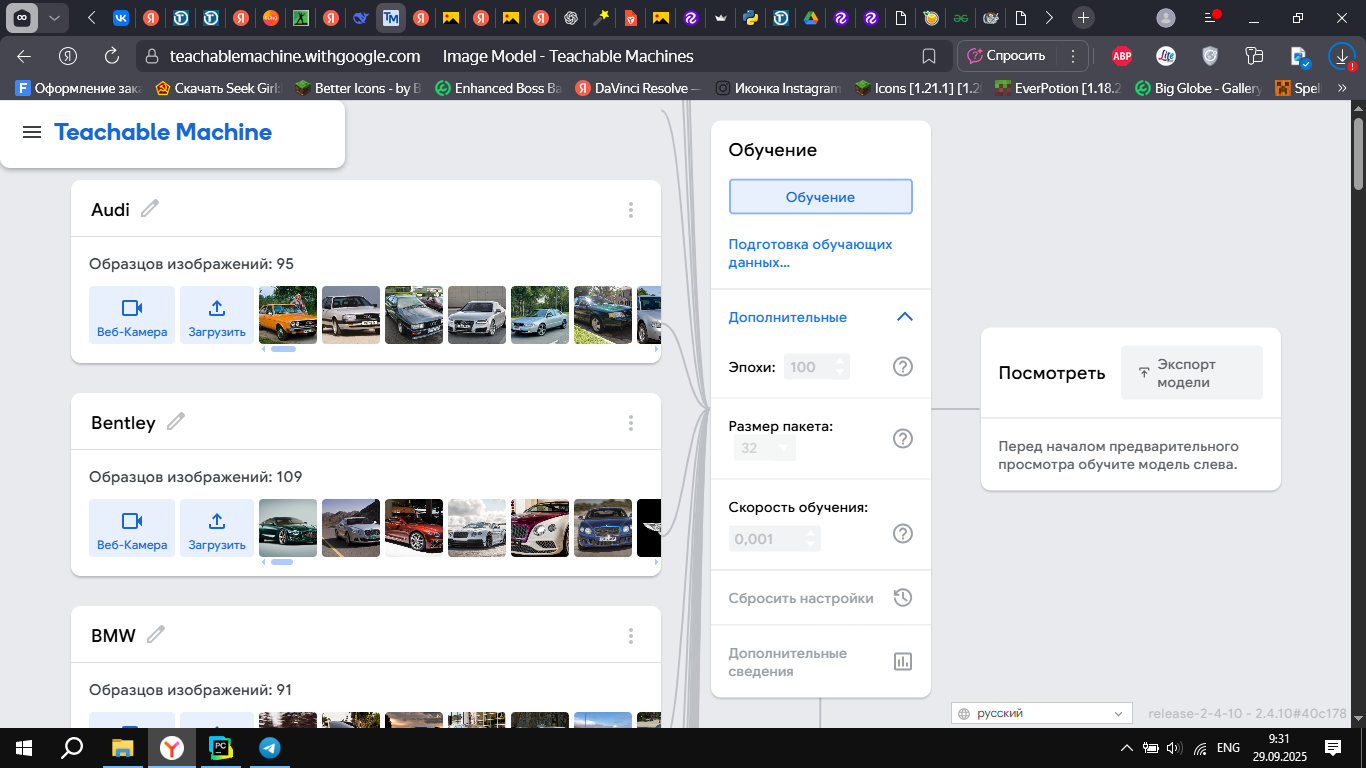 teachablemachine.withgoogle.com Image Model - Teachable Machines
Спросить
ABP
Lite
Оформление зака
Скачать Seek Girl:
Better Icons - by B
Enhanced Boss Ba
DaVinci Resolve —
Иконка Instagram
Icons [1.21.1] [1.2
EverPotion [1.18.2
Big Globe - Gallery
Spel
Teachable Machine
Audi
Образцов изображений: 95
Веб-Камера
Загрузить
Bentley
Образцов изображений: 109
Веб-Камера
Загрузить
BMW
Образцов изображений: 91
Обучение
Обучение
Подготовка обучающих
данных...
Дополнительные
Эпохи: 100
Размер пакета:
32
Скорость обучения:
0,001
Сбросить настройки
Дополнительные
сведения
Посмотреть
Экспорт
модели
Перед началом предварительного
просмотра обучите модель слева.
русский
release-2-4-10 - 2.4.10#40c178
ENG
9:31
29.09.2025